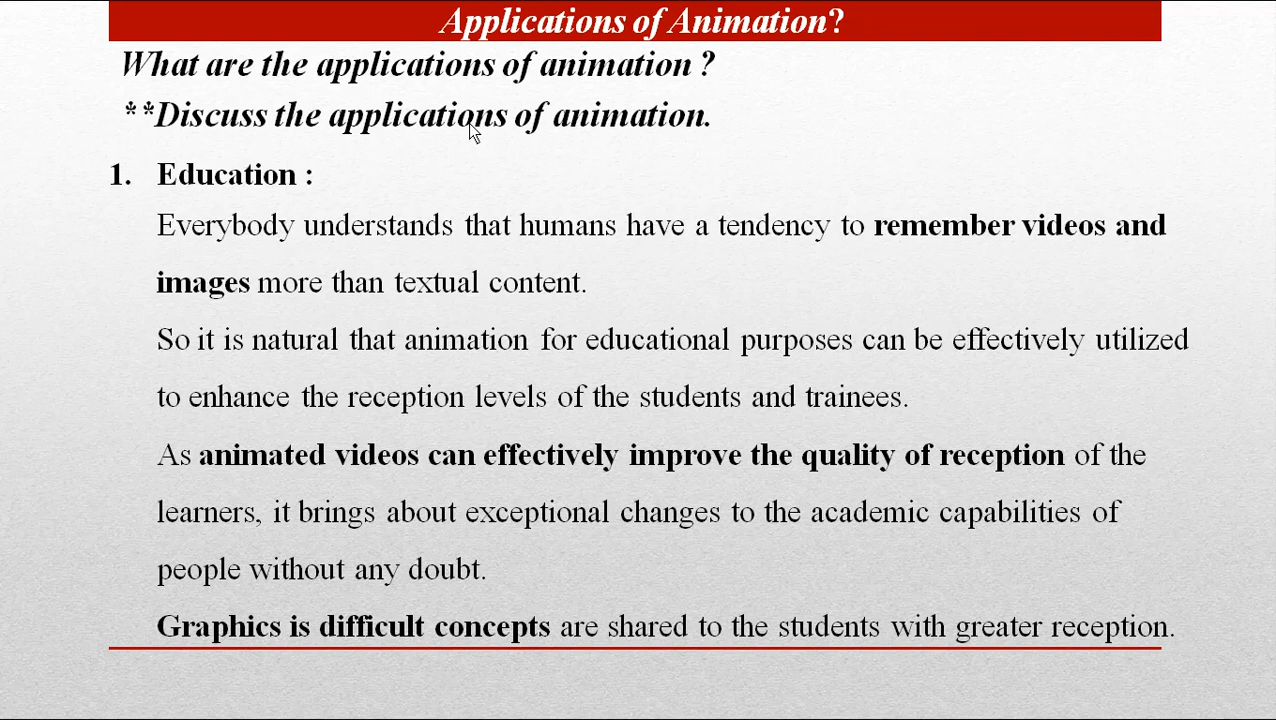 Applications of Animation?
What are the applications of animation ?
**Discuss the applications of animation.
1. Education :
Everybody understands that humans have a tendency to remember videos and
images more than textual content.
So it is natural that animation for educational purposes can be effectively utilized
to enhance the reception levels of the students and trainees.
As animated videos can effectively improve the quality of reception of the
learners, it brings about exceptional changes to the academic capabilities of
people without any doubt.
Graphics is difficult concepts are shared to the students with greater reception.